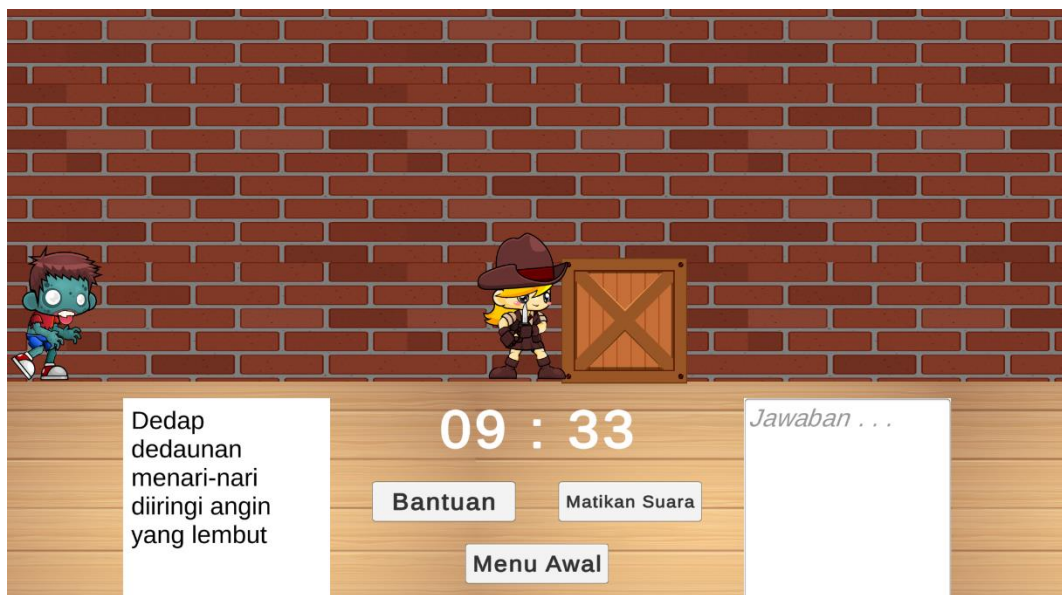 Dedap
dedaunan
menari-nari
diiringi angin
yang lembut
09 : 33
Bantuan
Matikan Suara
Menu Awal
Jawaban . . .